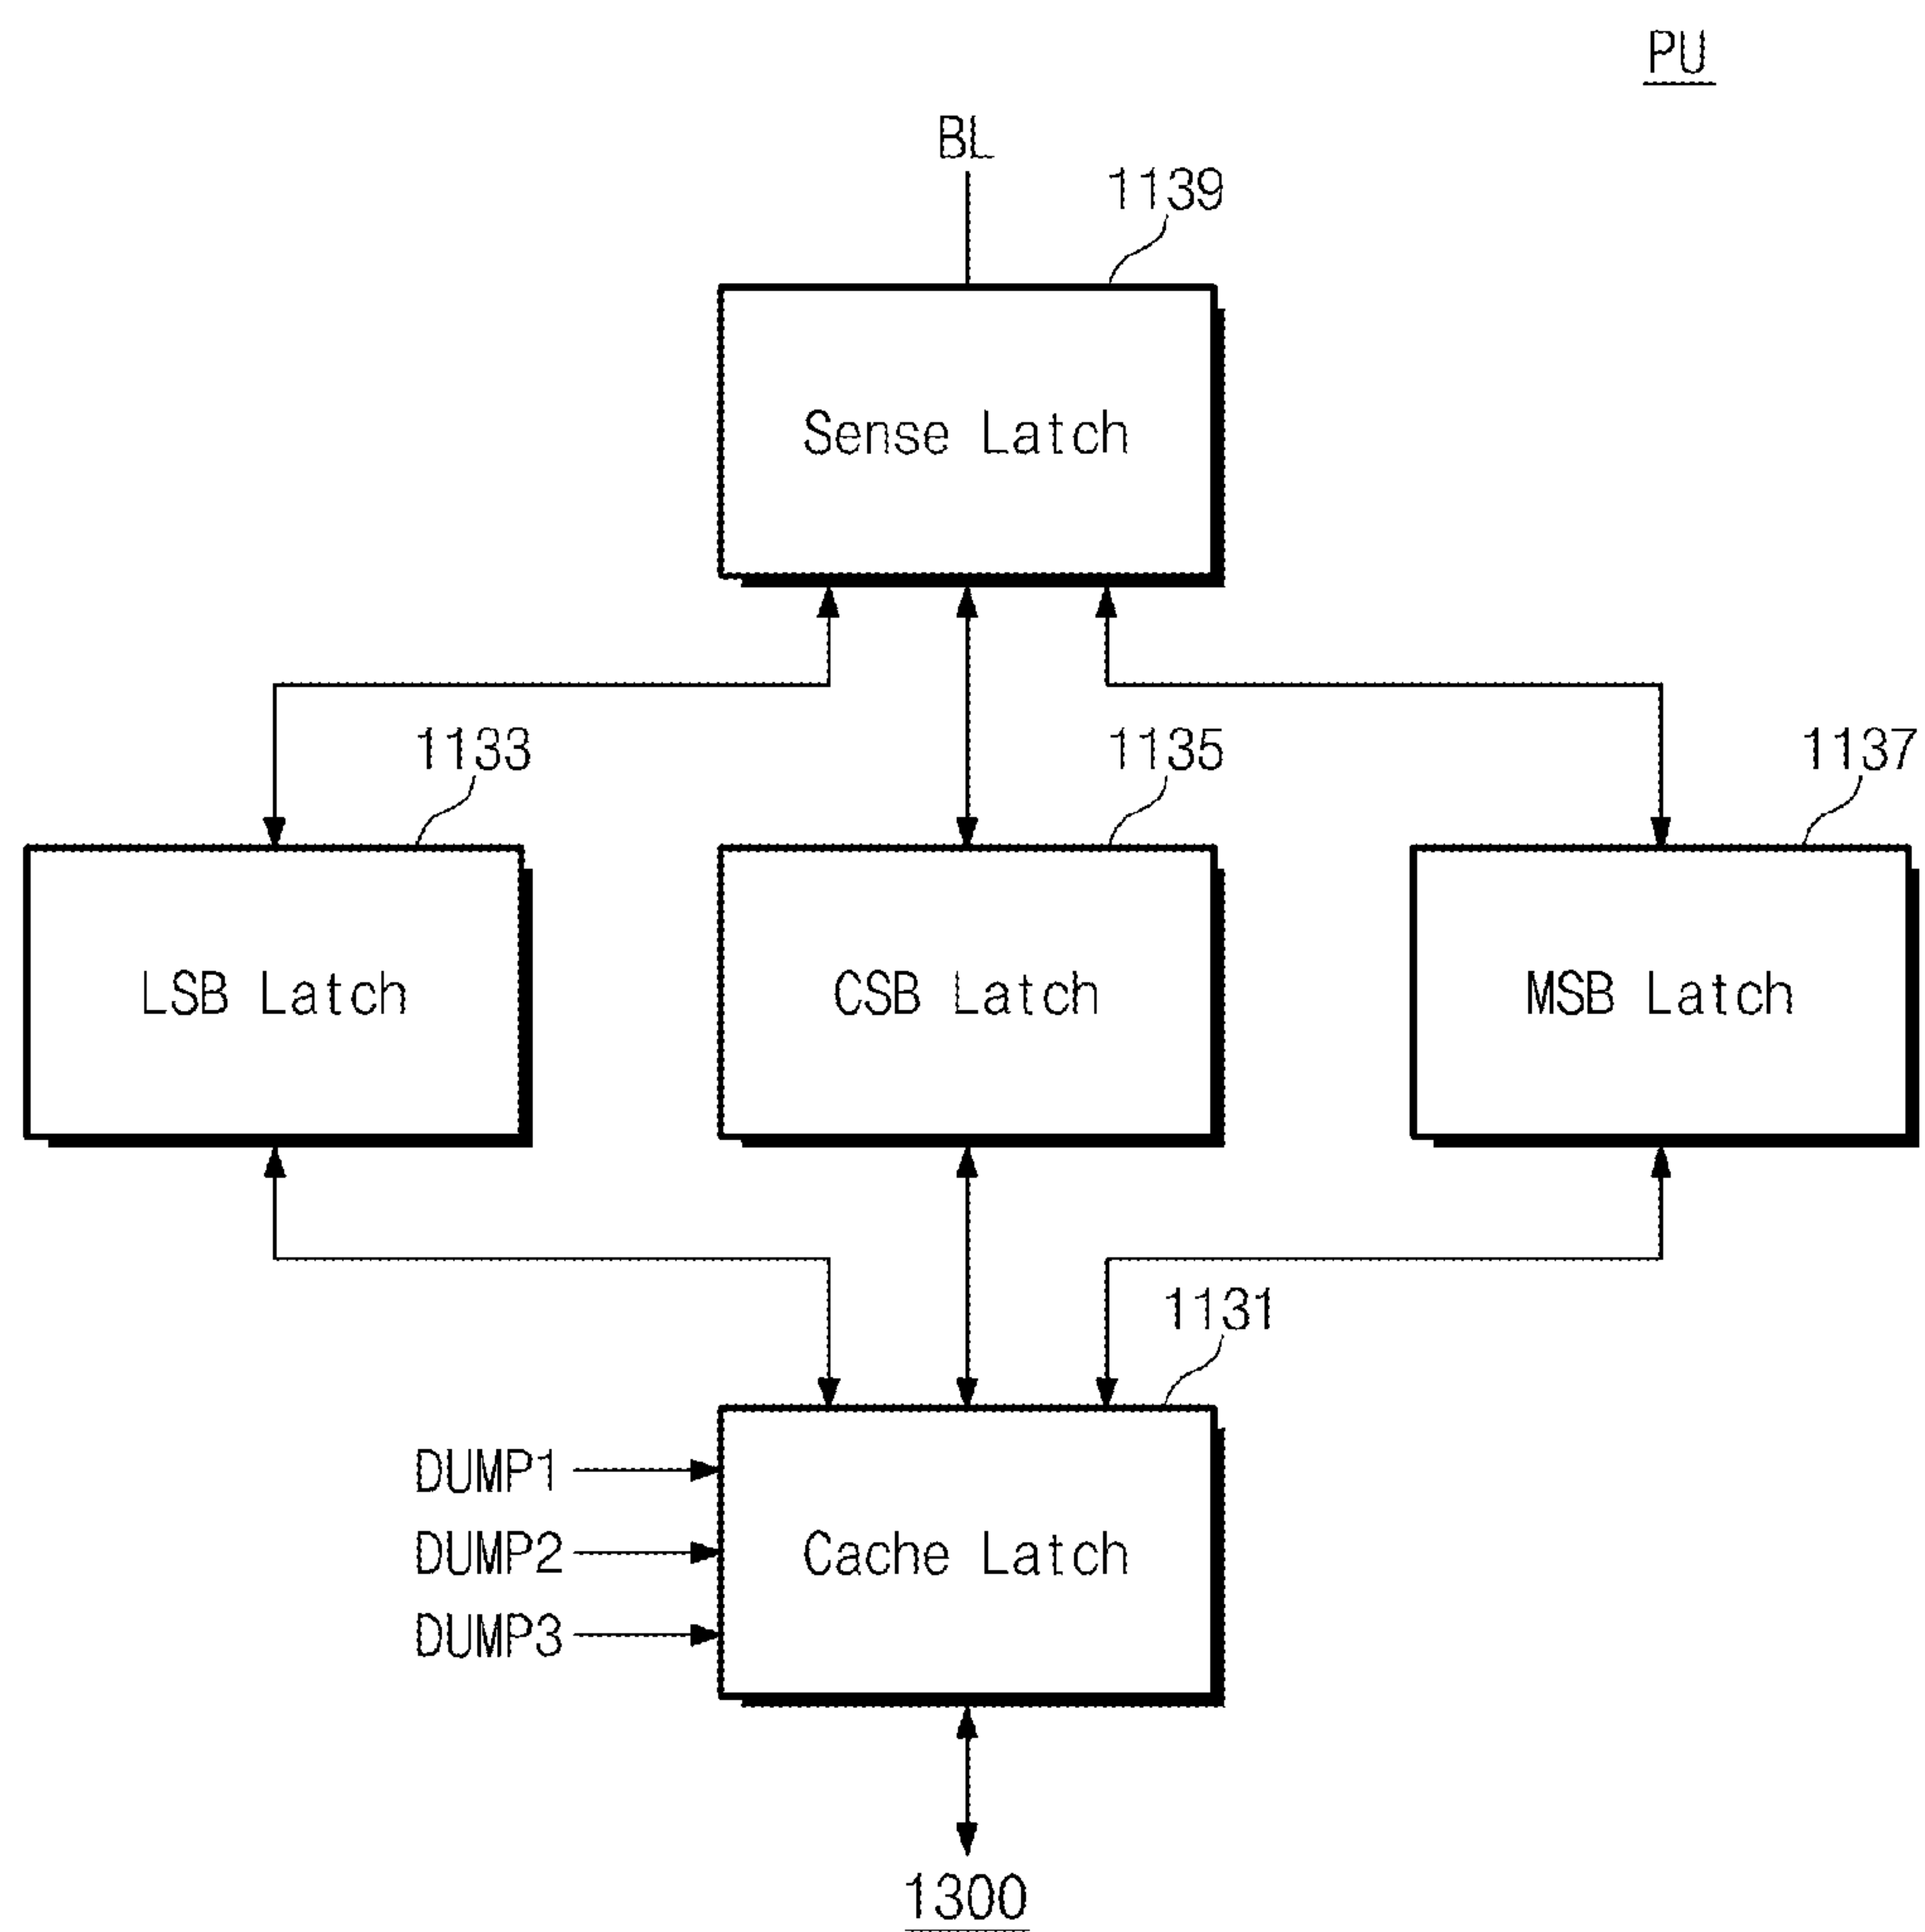 PU
BL
1139
Sense Latch
1133
1135
1137
LSB Latch
CSB Latch
MSB Latch
1131
DUMP1
DUMP2
DUMP3
Cache Latch
1300